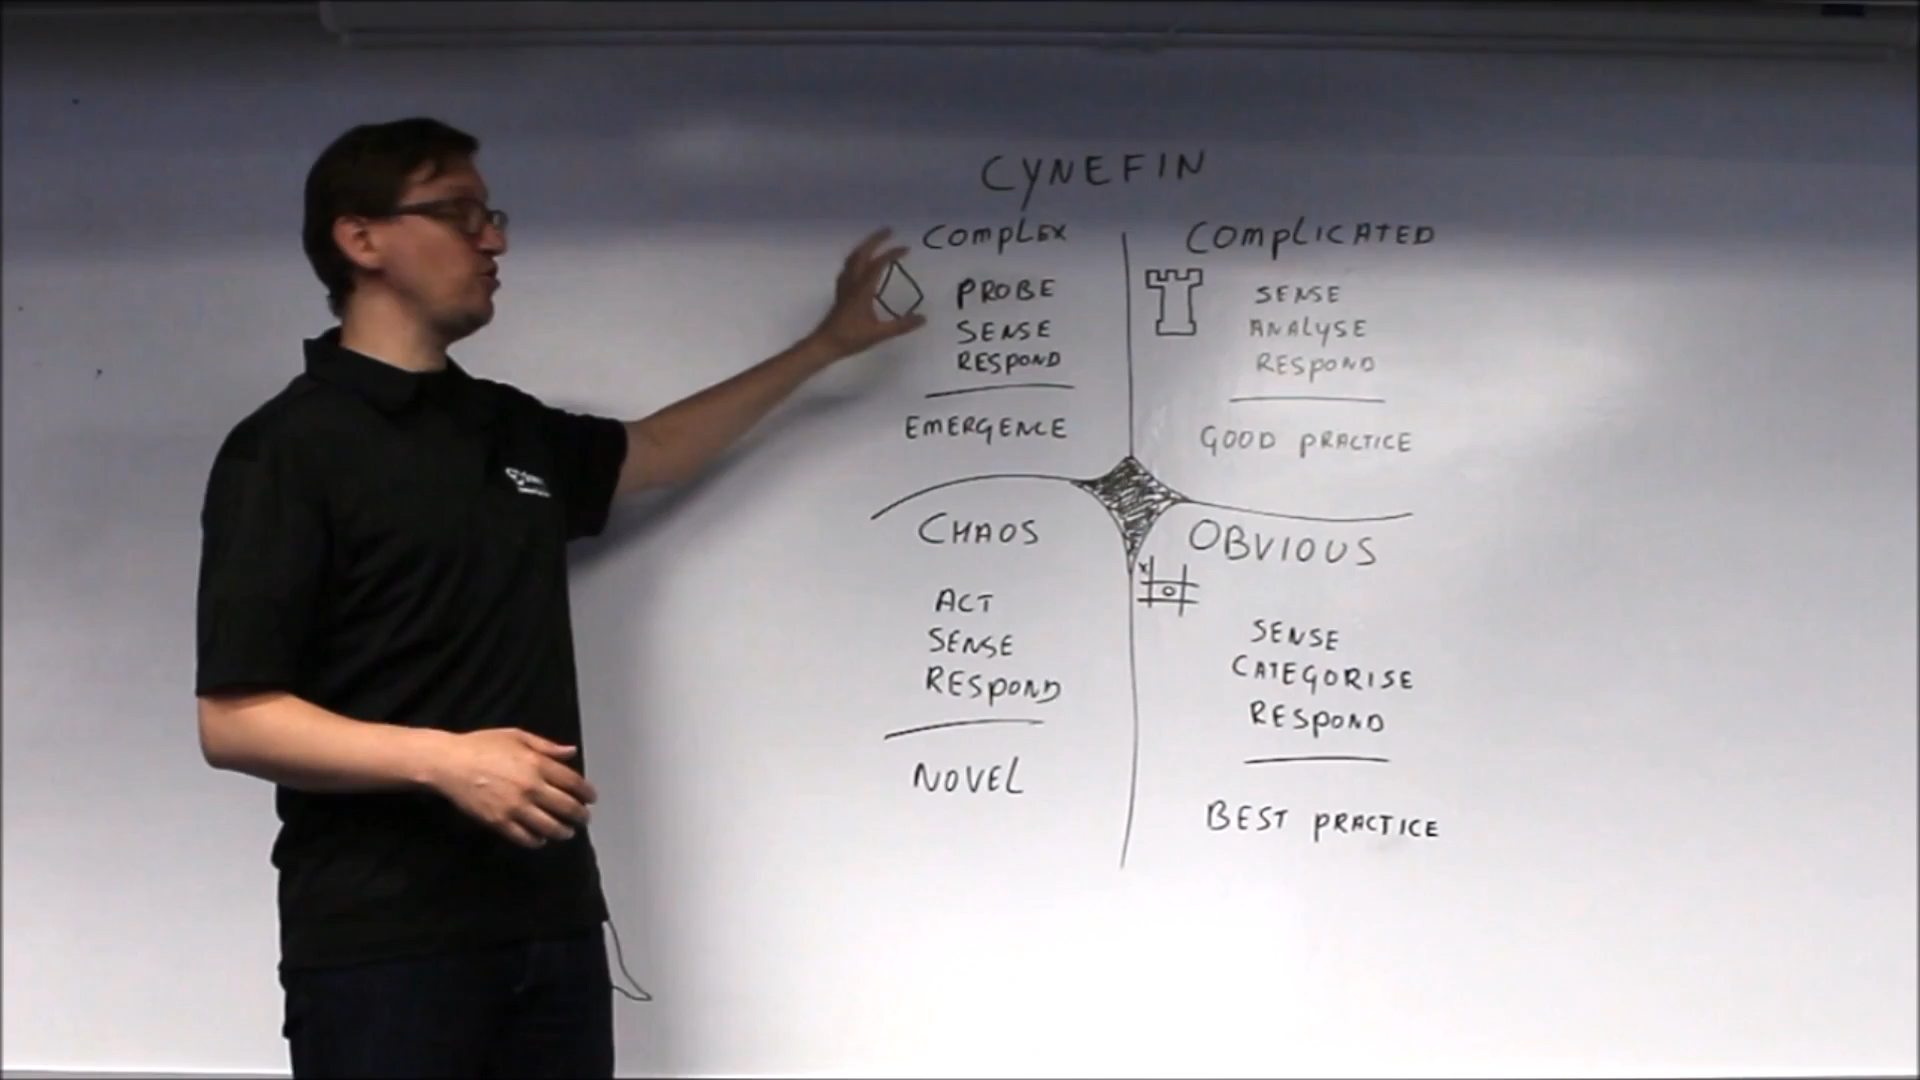 CYNEFIN
COMPLEX
PROBE
SENSE
RESPOND
EMERGENCE
COMPLICATED
SENSE
ANALYSE
RESPOND
GOOD PRACTICE
CHAOS
ACT
SENSE
RESPOND
NOVEL
OBVIOUS
X
O
SENSE
CATEGORISE
RESPOND
BEST PRACTICE